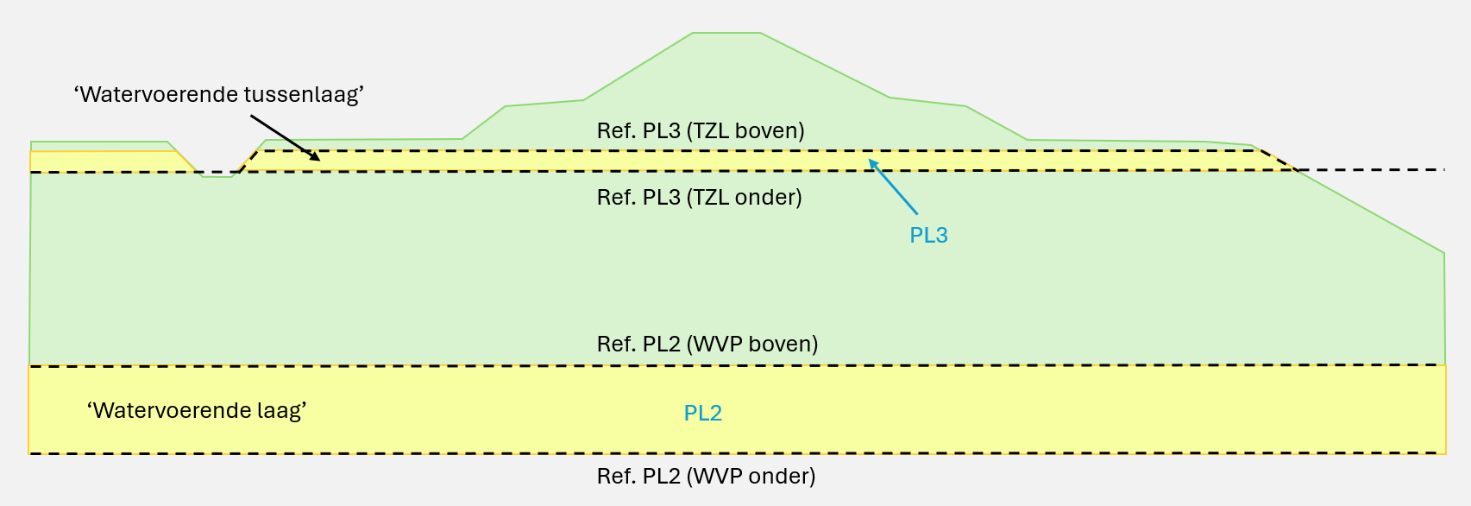 ‘Watervoerende tussenlaag’
Ref. PL3 (TZL boven)
Ref. PL3 (TZL onder)
PL3
Ref. PL2 (WVP boven)
‘Watervoerende laag’
PL2
Ref. PL2 (WVP onder)